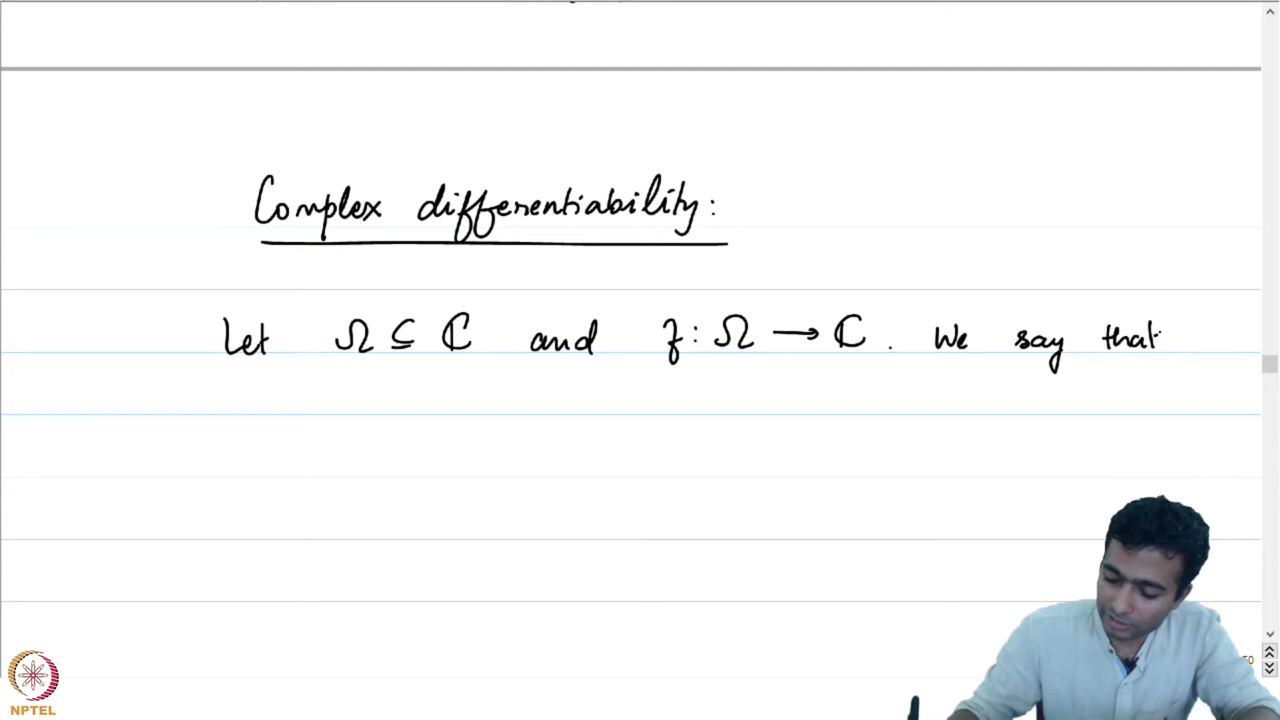 Complex differentiability:
Let Ω ⊆ ℂ and f : Ω → ℂ . We say that
NPTEL